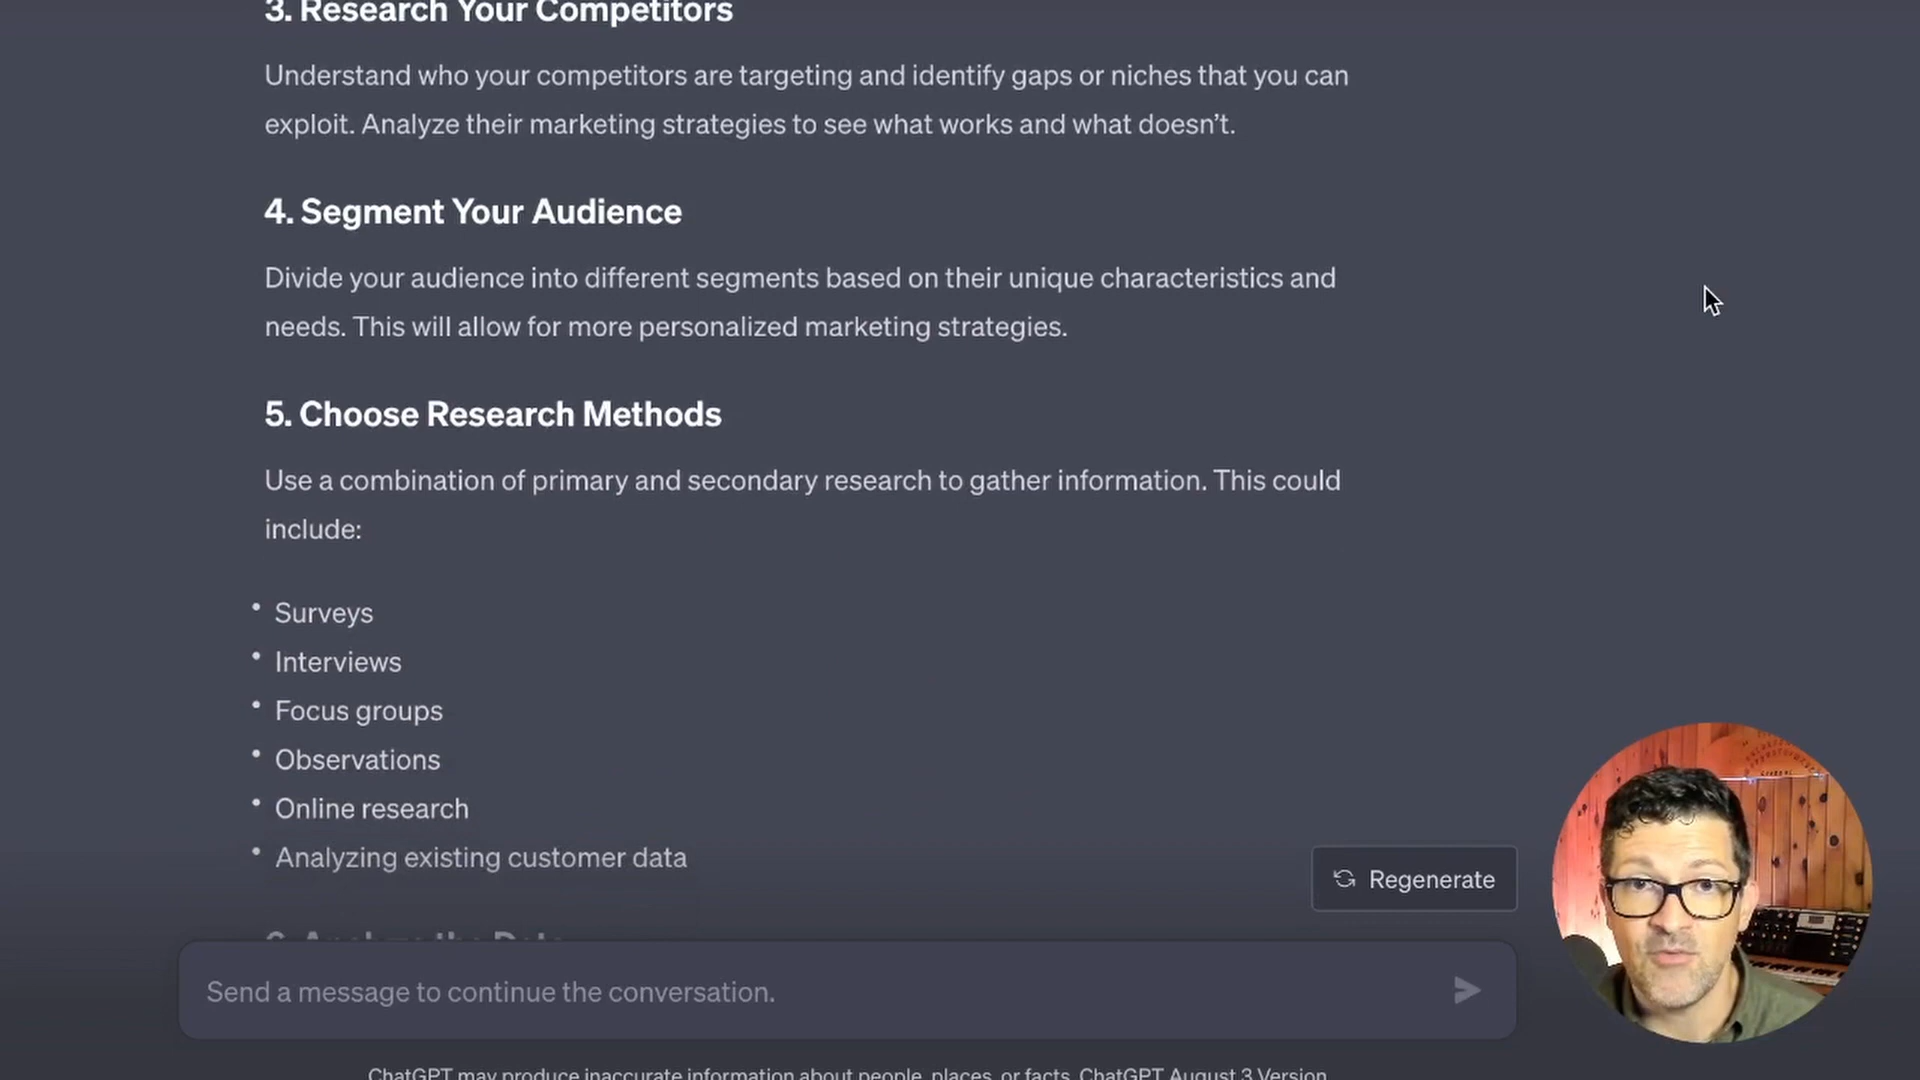 3. Research Your Competitors
Understand who your competitors are targeting and identify gaps or niches that you can
exploit. Analyze their marketing strategies to see what works and what doesn’t.
4. Segment Your Audience
Divide your audience into different segments based on their unique characteristics and
needs. This will allow for more personalized marketing strategies.
5. Choose Research Methods
Use a combination of primary and secondary research to gather information. This could
include:
• Surveys
• Interviews
• Focus groups
• Observations
• Online research
• Analyzing existing customer data
Regenerate
6. Analyze the Data
Send a message to continue the conversation.
ChatGPT may produce inaccurate information about people, places, or facts. ChatGPT August 3 Version